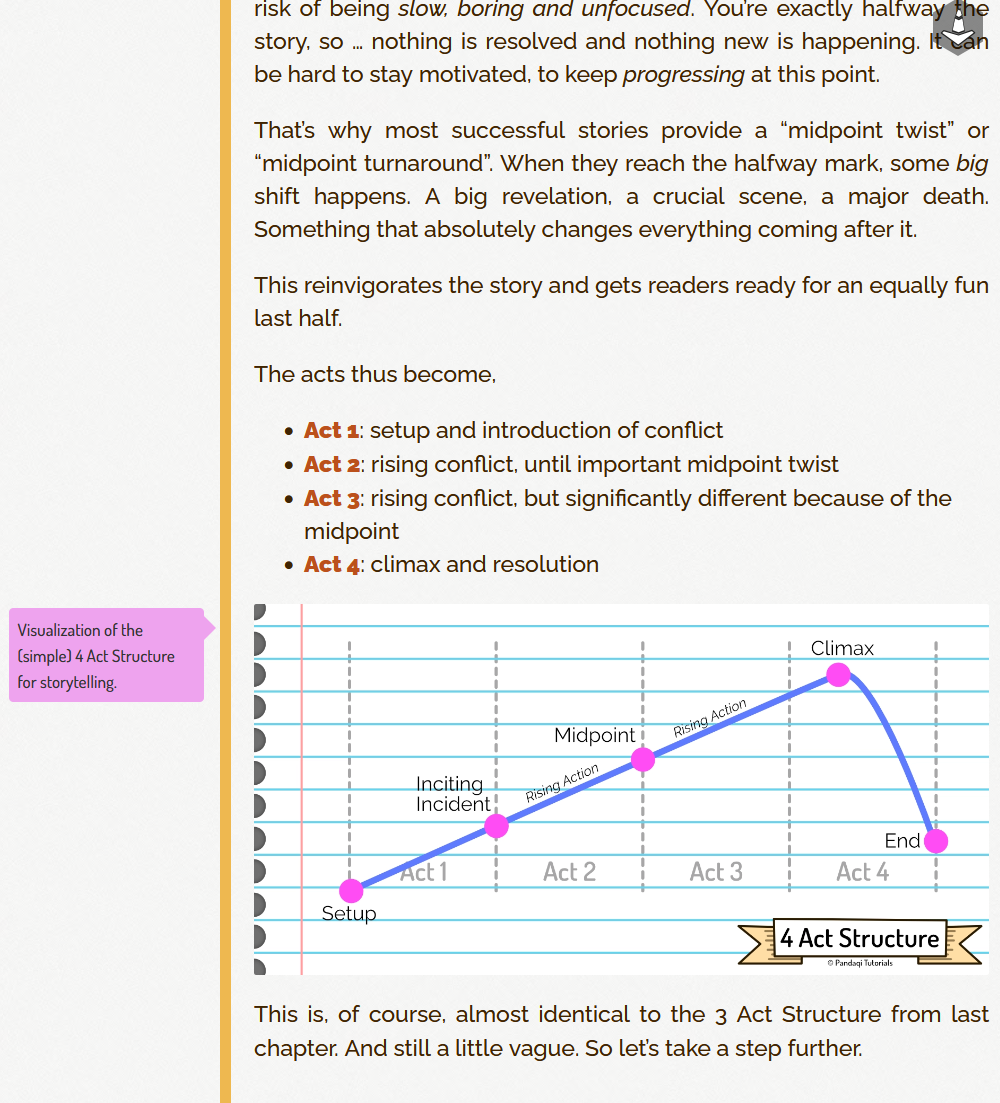 risk of being slow, boring and unfocused. You’re exactly halfway the
story, so … nothing is resolved and nothing new is happening. It can
be hard to stay motivated, to keep progressing at this point.
That’s why most successful stories provide a “midpoint twist” or
“midpoint turnaround”. When they reach the halfway mark, some big
shift happens. A big revelation, a crucial scene, a major death.
Something that absolutely changes everything coming after it.
This reinvigorates the story and gets readers ready for an equally fun
last half.
The acts thus become,
• Act 1: setup and introduction of conflict
• Act 2: rising conflict, until important midpoint twist
• Act 3: rising conflict, but significantly different because of the
midpoint
• Act 4: climax and resolution
Visualization of the
(simple) 4 Act Structure
for storytelling.
Climax
Rising Action
Midpoint
Rising Action
Inciting
Incident
End
Act 1
Act 2
Act 3
Act 4
Setup
4 Act Structure
© Pandaqi Tutorials
This is, of course, almost identical to the 3 Act Structure from last
chapter. And still a little vague. So let’s take a step further.